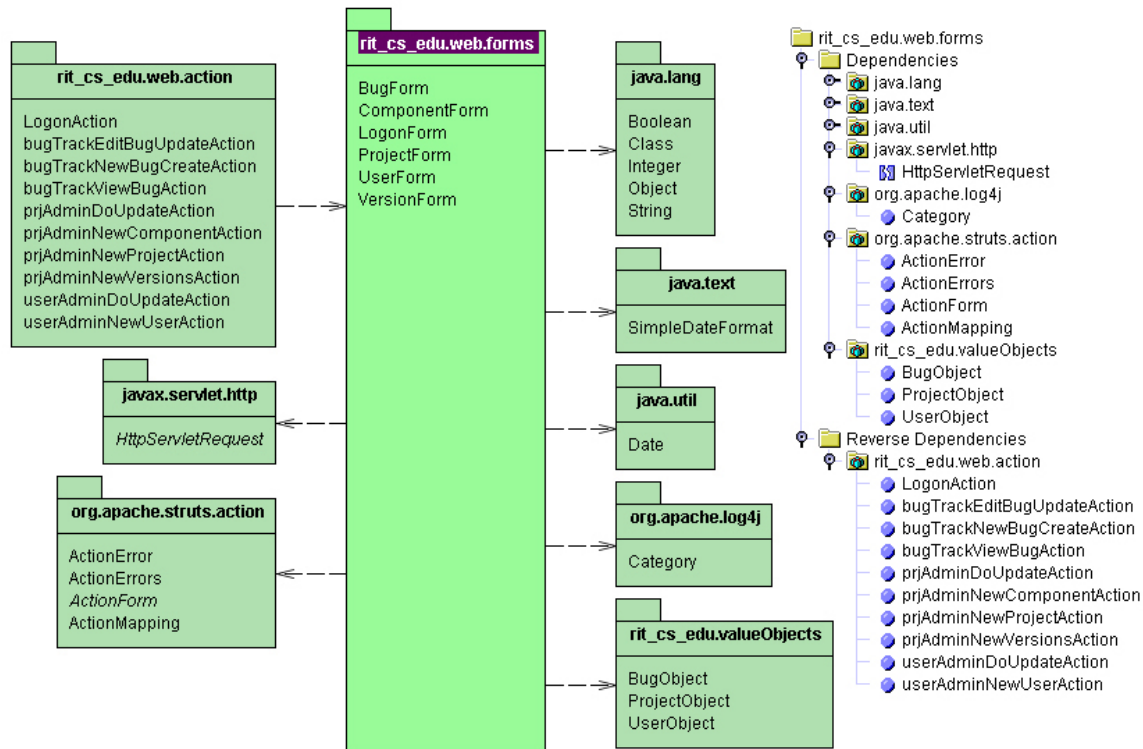 rit_cs_edu.web.action
LogonAction
bugTrackEditBugUpdateAction
bugTrackNewBugCreateAction
bugTrackViewBugAction
prjAdminDoUpdateAction
prjAdminNewComponentAction
prjAdminNewProjectAction
prjAdminNewVersionsAction
userAdminDoUpdateAction
userAdminNewUserAction
javax.servlet.http
HttpServletRequest
org.apache.struts.action
ActionError
ActionErrors
ActionForm
ActionMapping
rit_cs_edu.web.forms
BugForm
ComponentForm
LogonForm
ProjectForm
UserForm
VersionForm
java.lang
Boolean
Class
Integer
Object
String
java.text
SimpleDateFormat
java.util
Date
org.apache.log4j
Category
rit_cs_edu.valueObjects
BugObject
ProjectObject
UserObject
rit_cs_edu.web.forms
Dependencies
java.lang
java.text
java.util
javax.servlet.http
HttpServletRequest
org.apache.log4j
Category
org.apache.struts.action
ActionError
ActionErrors
ActionForm
ActionMapping
rit_cs_edu.valueObjects
BugObject
ProjectObject
UserObject
Reverse Dependencies
rit_cs_edu.web.action
LogonAction
bugTrackEditBugUpdateAction
bugTrackNewBugCreateAction
bugTrackViewBugAction
prjAdminDoUpdateAction
prjAdminNewComponentAction
prjAdminNewProjectAction
prjAdminNewVersionsAction
userAdminDoUpdateAction
userAdminNewUserAction